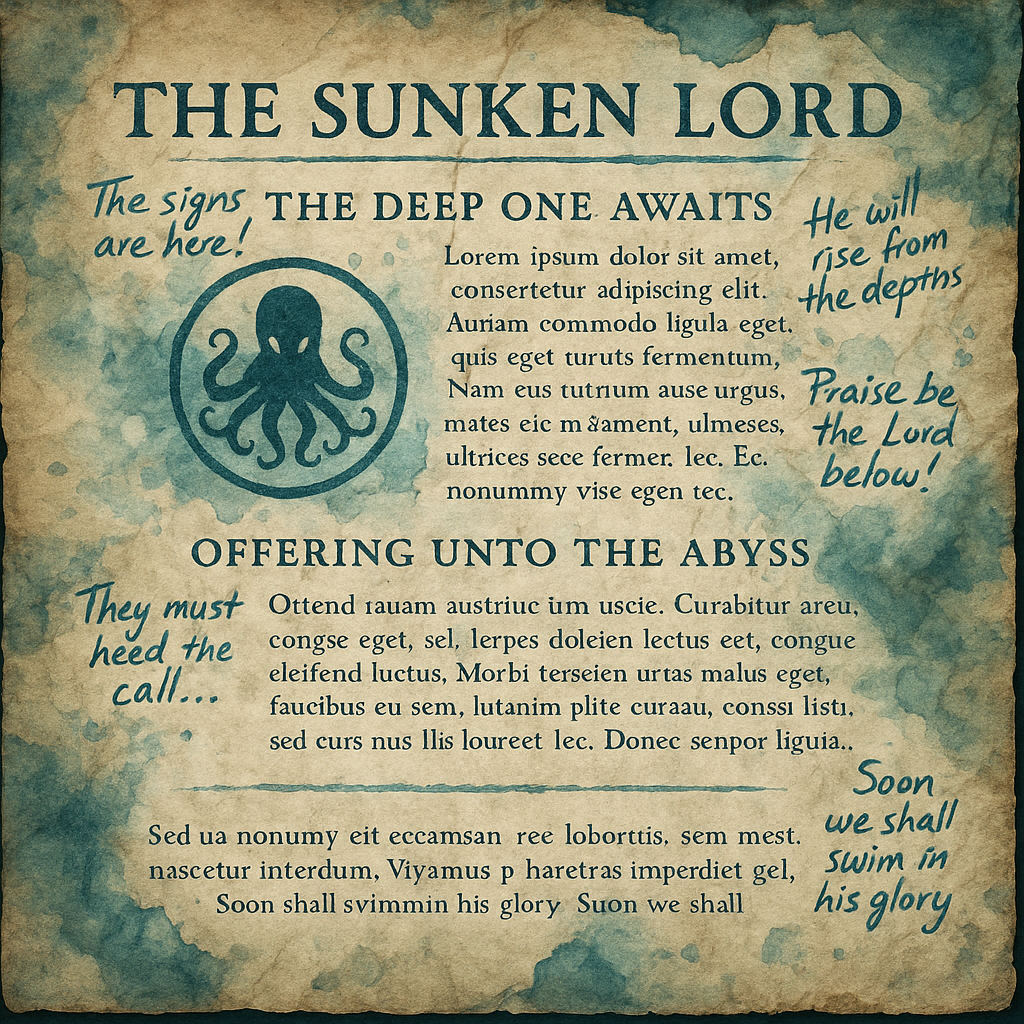 THE SUNKEN LORD
The signs
are here!
THE DEEP ONE AWAITS
He will
rise from
the depths
Lorem ipsum dolor sit amet,
consertetur adipiscing elit.
Auriam commodo ligula eget.
quis eget turuts fermentum,
Nam eus tutrium ause urgus,
mates eic ament, ulmeses,
ultrices sece fermer. lec. Ec.
nonummy vise egen tec.
Praise be
the Lord
below!
OFFERING UNTO THE ABYSS
They must
heed the
call...
Ottend austriuc um uscie. Curabitur areu,
congse eget, sel, lerpes doleien lectus eet, congue
eleifend luctus, Morbi terseien urtas malus eget,
faucibus eu sem, lutanim plite curaau, conssı listı.
sed curs nus llis loureet lec. Donec senpor liguia..
Soon
we shall
swim in
his glory
Sed ua nonumy eit eccamsan ree lobortıis. sem mest.
nascetur interdum, Viyamus p haretras imperdiet gel,
Soon shall svimmin his glory Suon we shall